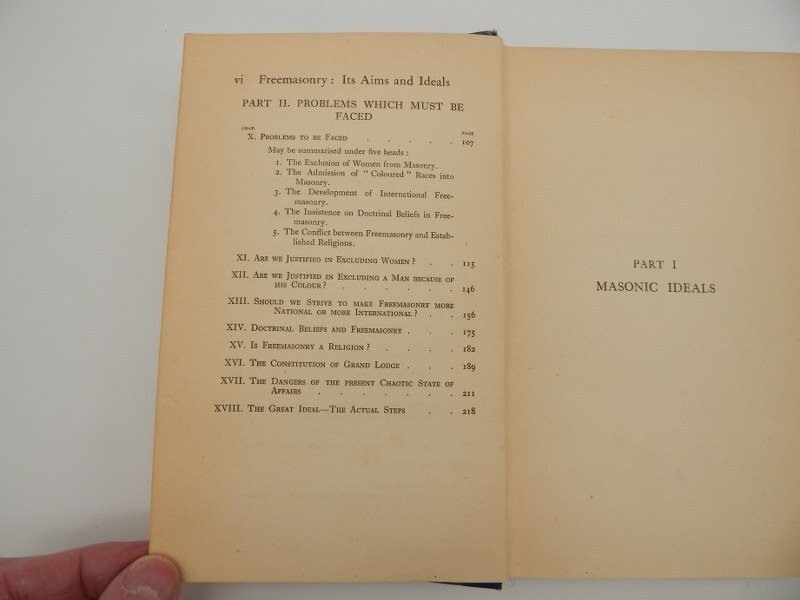 vi Freemasonry: Its Aims and Ideals
PART II. PROBLEMS WHICH MUST BE
FACED
CHAP. PAGE
X. Problems to be Faced . . . . . 107
May be summarised under five heads:
1. The Exclusion of Women from Masonry.
2. The Admission of "Coloured" Races into
Masonry.
3. The Development of International Free-
masonry.
4. The Insistence on Doctrinal Beliefs in Free-
masonry.
5. The Conflict between Freemasonry and Estab-
lished Religions.
XI. Are we Justified in Excluding Women? . . 115
XII. Are we Justified in Excluding a Man because of
his Colour? . . . . . . 146
XIII. Should we Strive to make Freemasonry more
National or more International? . . 156
XIV. Doctrinal Beliefs and Freemasonry . . . 175
XV. Is Freemasonry a Religion? . . . . 182
XVI. The Constitution of Grand Lodge . . . 189
XVII. The Dangers of the present Chaotic State of
Affairs . . . . . . . 211
XVIII. The Great Ideal—The Actual Steps . . 218
PART I
MASONIC IDEALS